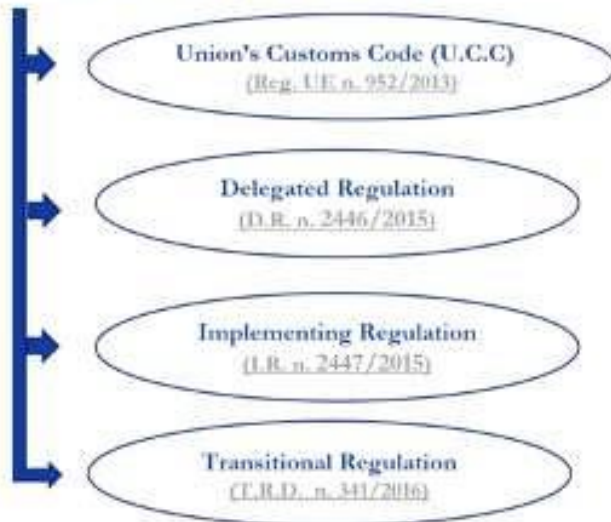 Union's Customs Code (U.C.C)
(Reg. UE n. 952/2013)
Delegated Regulation
(D.R. n. 2446/2015)
Implementing Regulation
(I.R. n. 2447/2015)
Transitional Regulation
(T.R.D. n. 341/2016)